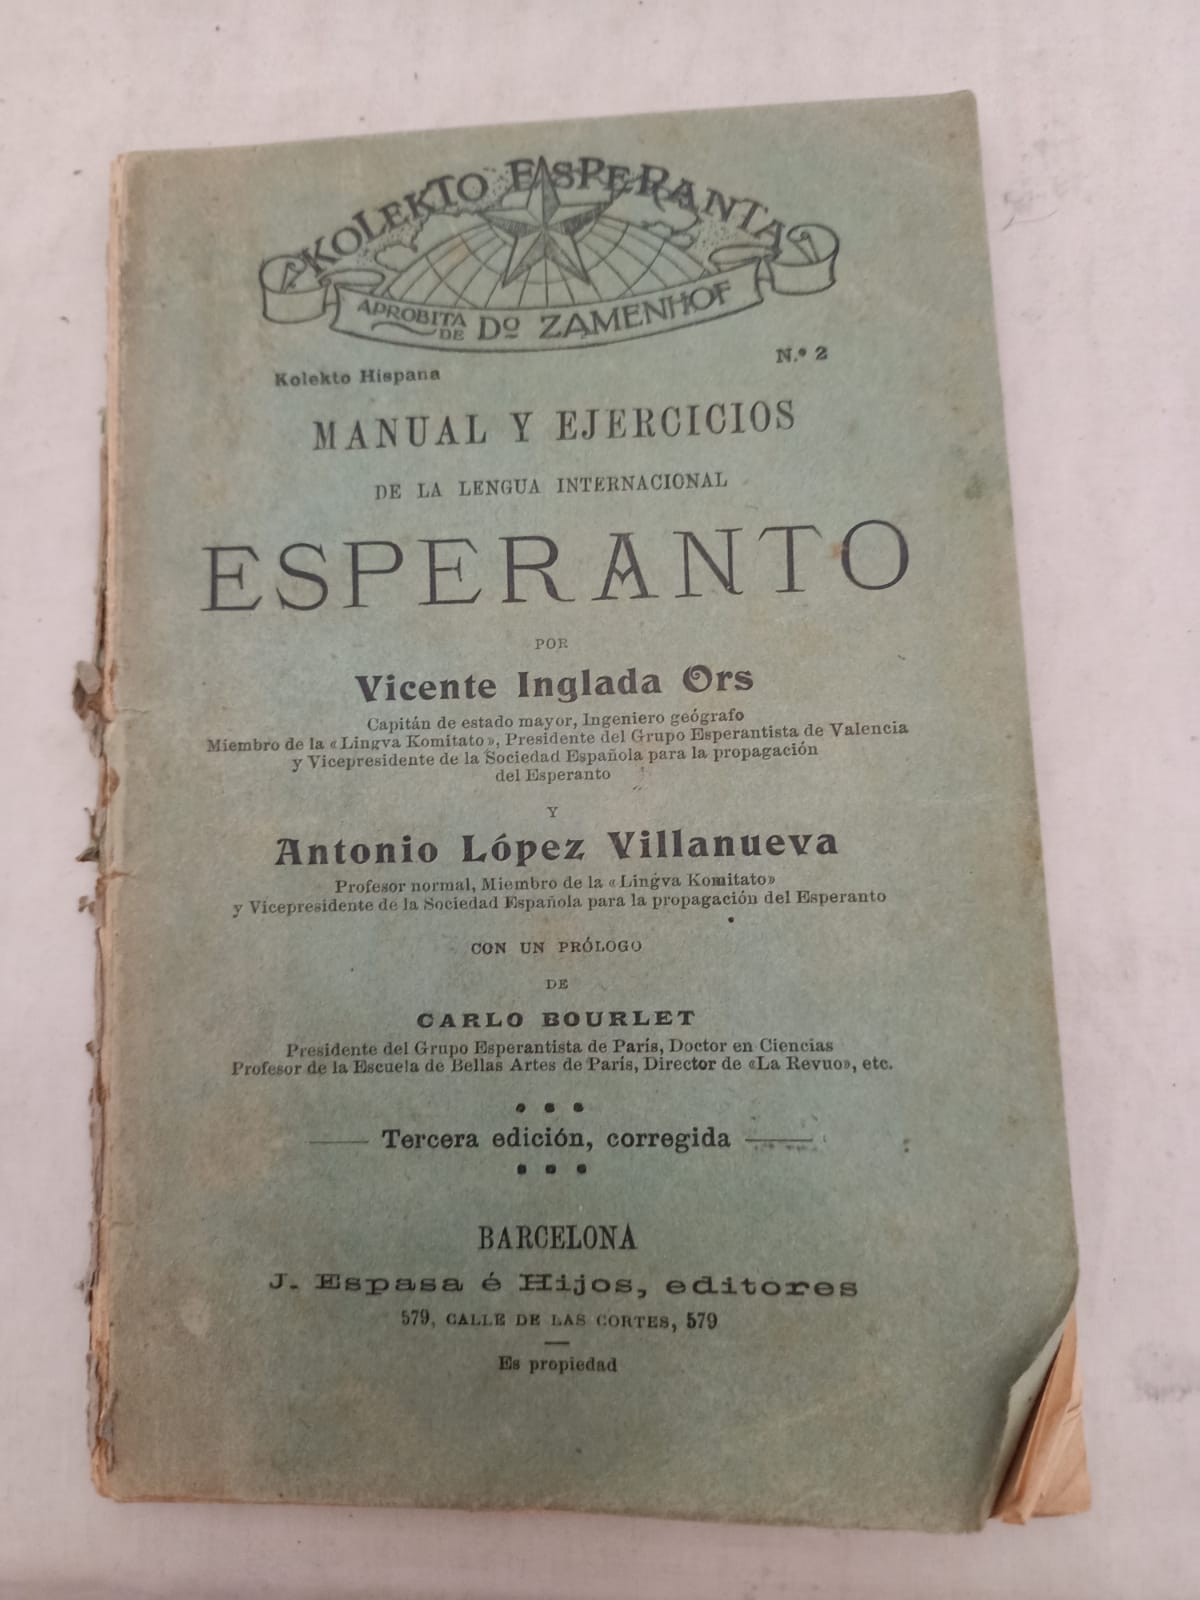 KOLEKTO ESPERANTA
APROBITA
DE Dº ZAMENHOF
Kolekto Hispana N.º 2
MANUAL Y EJERCICIOS
DE LA LENGUA INTERNACIONAL
ESPERANTO
POR
Vicente Inglada Ors
Capitán de estado mayor, Ingeniero geógrafo
Miembro de la «Lingva Komitato», Presidente del Grupo Esperantista de Valencia
y Vicepresidente de la Sociedad Española para la propagación
del Esperanto
Y
Antonio López Villanueva
Profesor normal, Miembro de la «Lingva Komitato»
y Vicepresidente de la Sociedad Española para la propagación del Esperanto
CON UN PRÓLOGO
DE
CARLO BOURLET
Presidente del Grupo Esperantista de París, Doctor en Ciencias
Profesor de la Escuela de Bellas Artes de París, Director de «La Revuo», etc.
Tercera edición, corregida
BARCELONA
J. Espasa é Hijos, editores
579, CALLE DE LAS CORTES, 579
Es propiedad